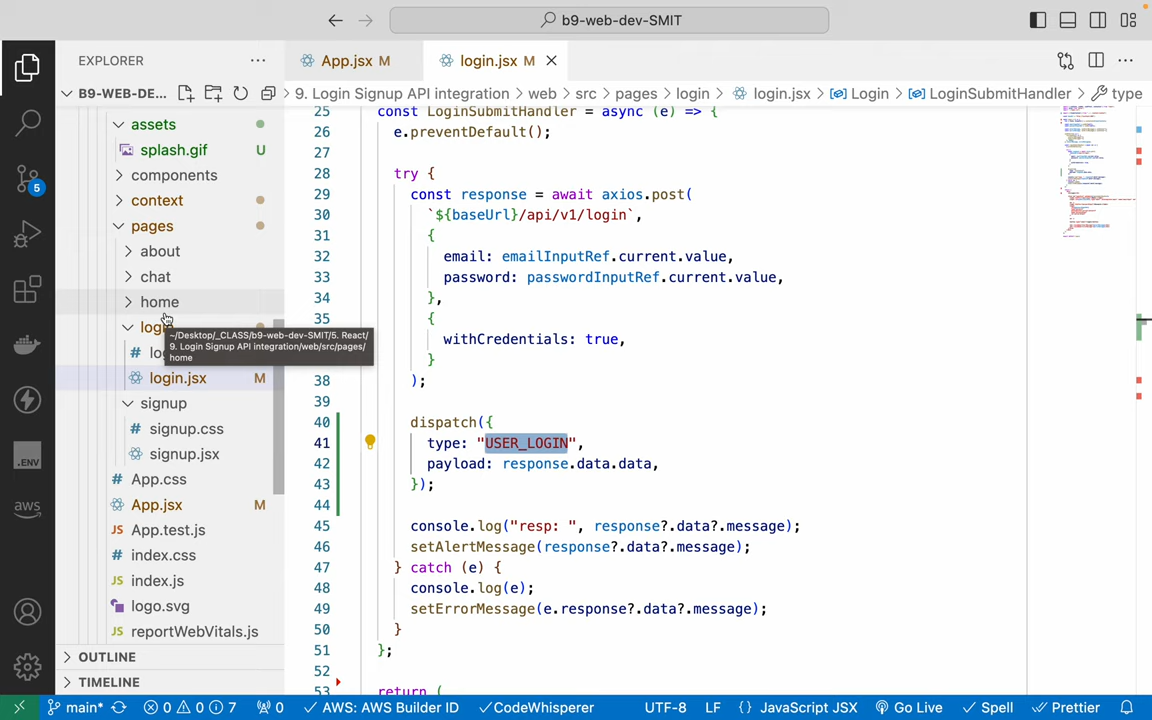 b9-web-dev-SMIT
EXPLORER
App.jsx M
login.jsx M
B9-WEB-DE...
9. Login Signup API integration > web > src > pages > login > login.jsx > Login > LoginSubmitHandler > type
assets
splash.gif U
components
context
pages
about
chat
home
login
~/Desktop/_CLASS/b9-web-dev-SMIT/5. React/
9. Login Signup API integration/web/src/pages/
home
login.jsx M
signup
signup.css
signup.jsx
App.css
App.jsx M
App.test.js
index.css
index.js
logo.svg
reportWebVitals.js
OUTLINE
TIMELINE
25 const LoginSubmitHandler = async (e) => {
26 e.preventDefault();
27
28 try {
29 const response = await axios.post(
30 `${baseUrl}/api/v1/login`,
31 {
32 email: emailInputRef.current.value,
33 password: passwordInputRef.current.value,
34 },
35 {
withCredentials: true,
}
38 );
39
40 dispatch({
41 type: "USER_LOGIN",
42 payload: response.data.data,
43 });
44
45 console.log("resp: ", response?.data?.message);
46 setAlertMessage(response?.data?.message);
47 } catch (e) {
48 console.log(e);
49 setErrorMessage(e.response?.data?.message);
50 }
51 };
52
53 return (
5
.ENV
aws
main*
0 0 7
0
AWS: AWS Builder ID
CodeWhisperer
UTF-8
LF
{} JavaScript JSX
Go Live
Spell
Prettier